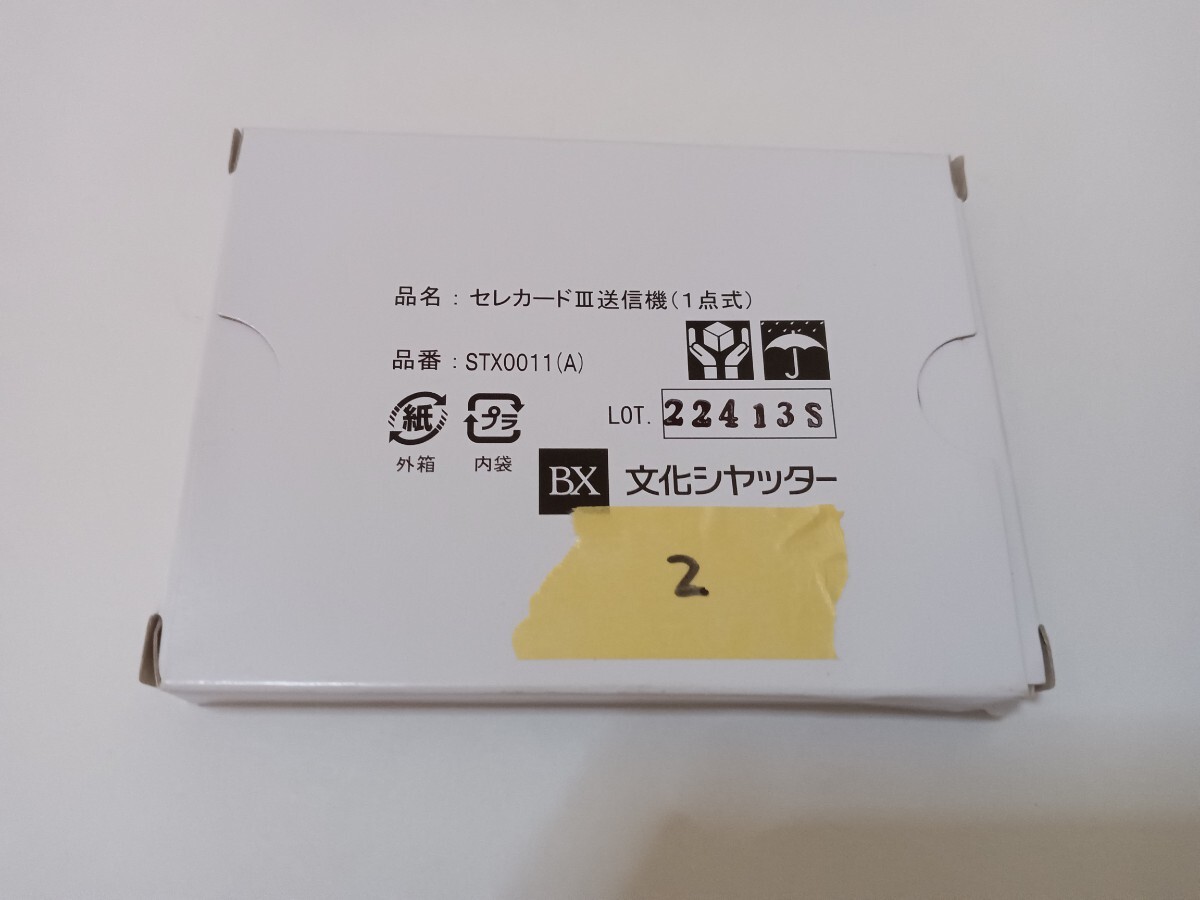 品名 : セレカードⅢ送信機(1点式)
品番 : STX0011(A)
紙 プラ
外箱 内袋
LOT. 22413S
BX 文化シヤッター
2